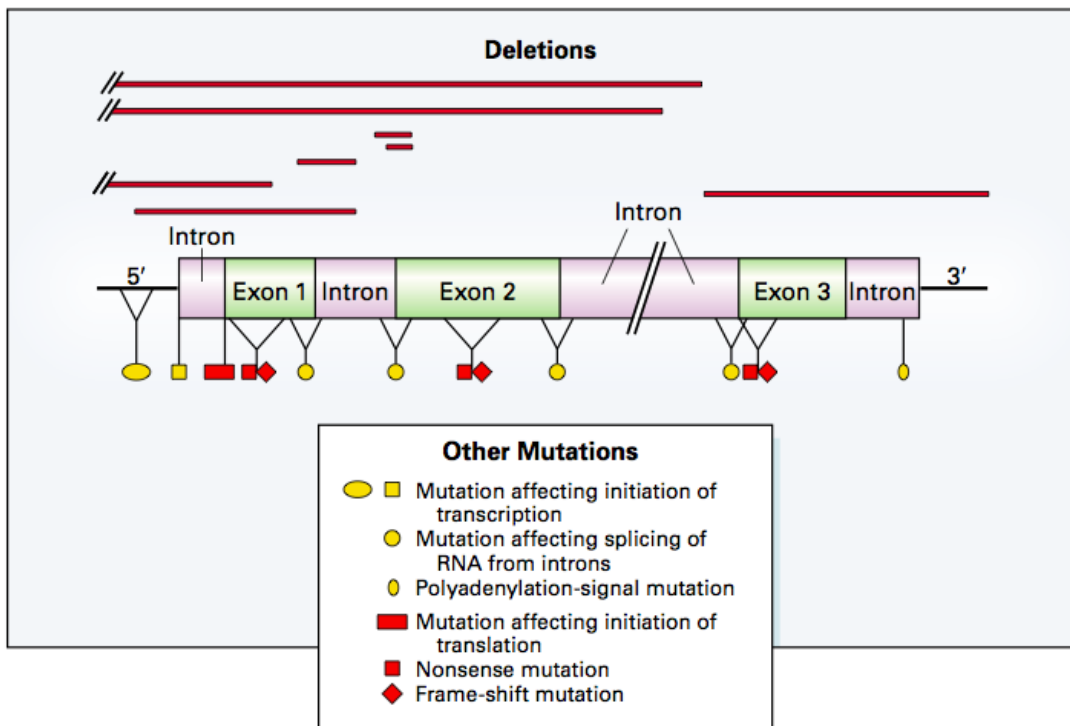 Deletions
Intron
Intron
5′
Exon 1
Intron
Exon 2
Exon 3
Intron
3′
Other Mutations
Mutation affecting initiation of
transcription
Mutation affecting splicing of
RNA from introns
Polyadenylation-signal mutation
Mutation affecting initiation of
translation
Nonsense mutation
Frame-shift mutation